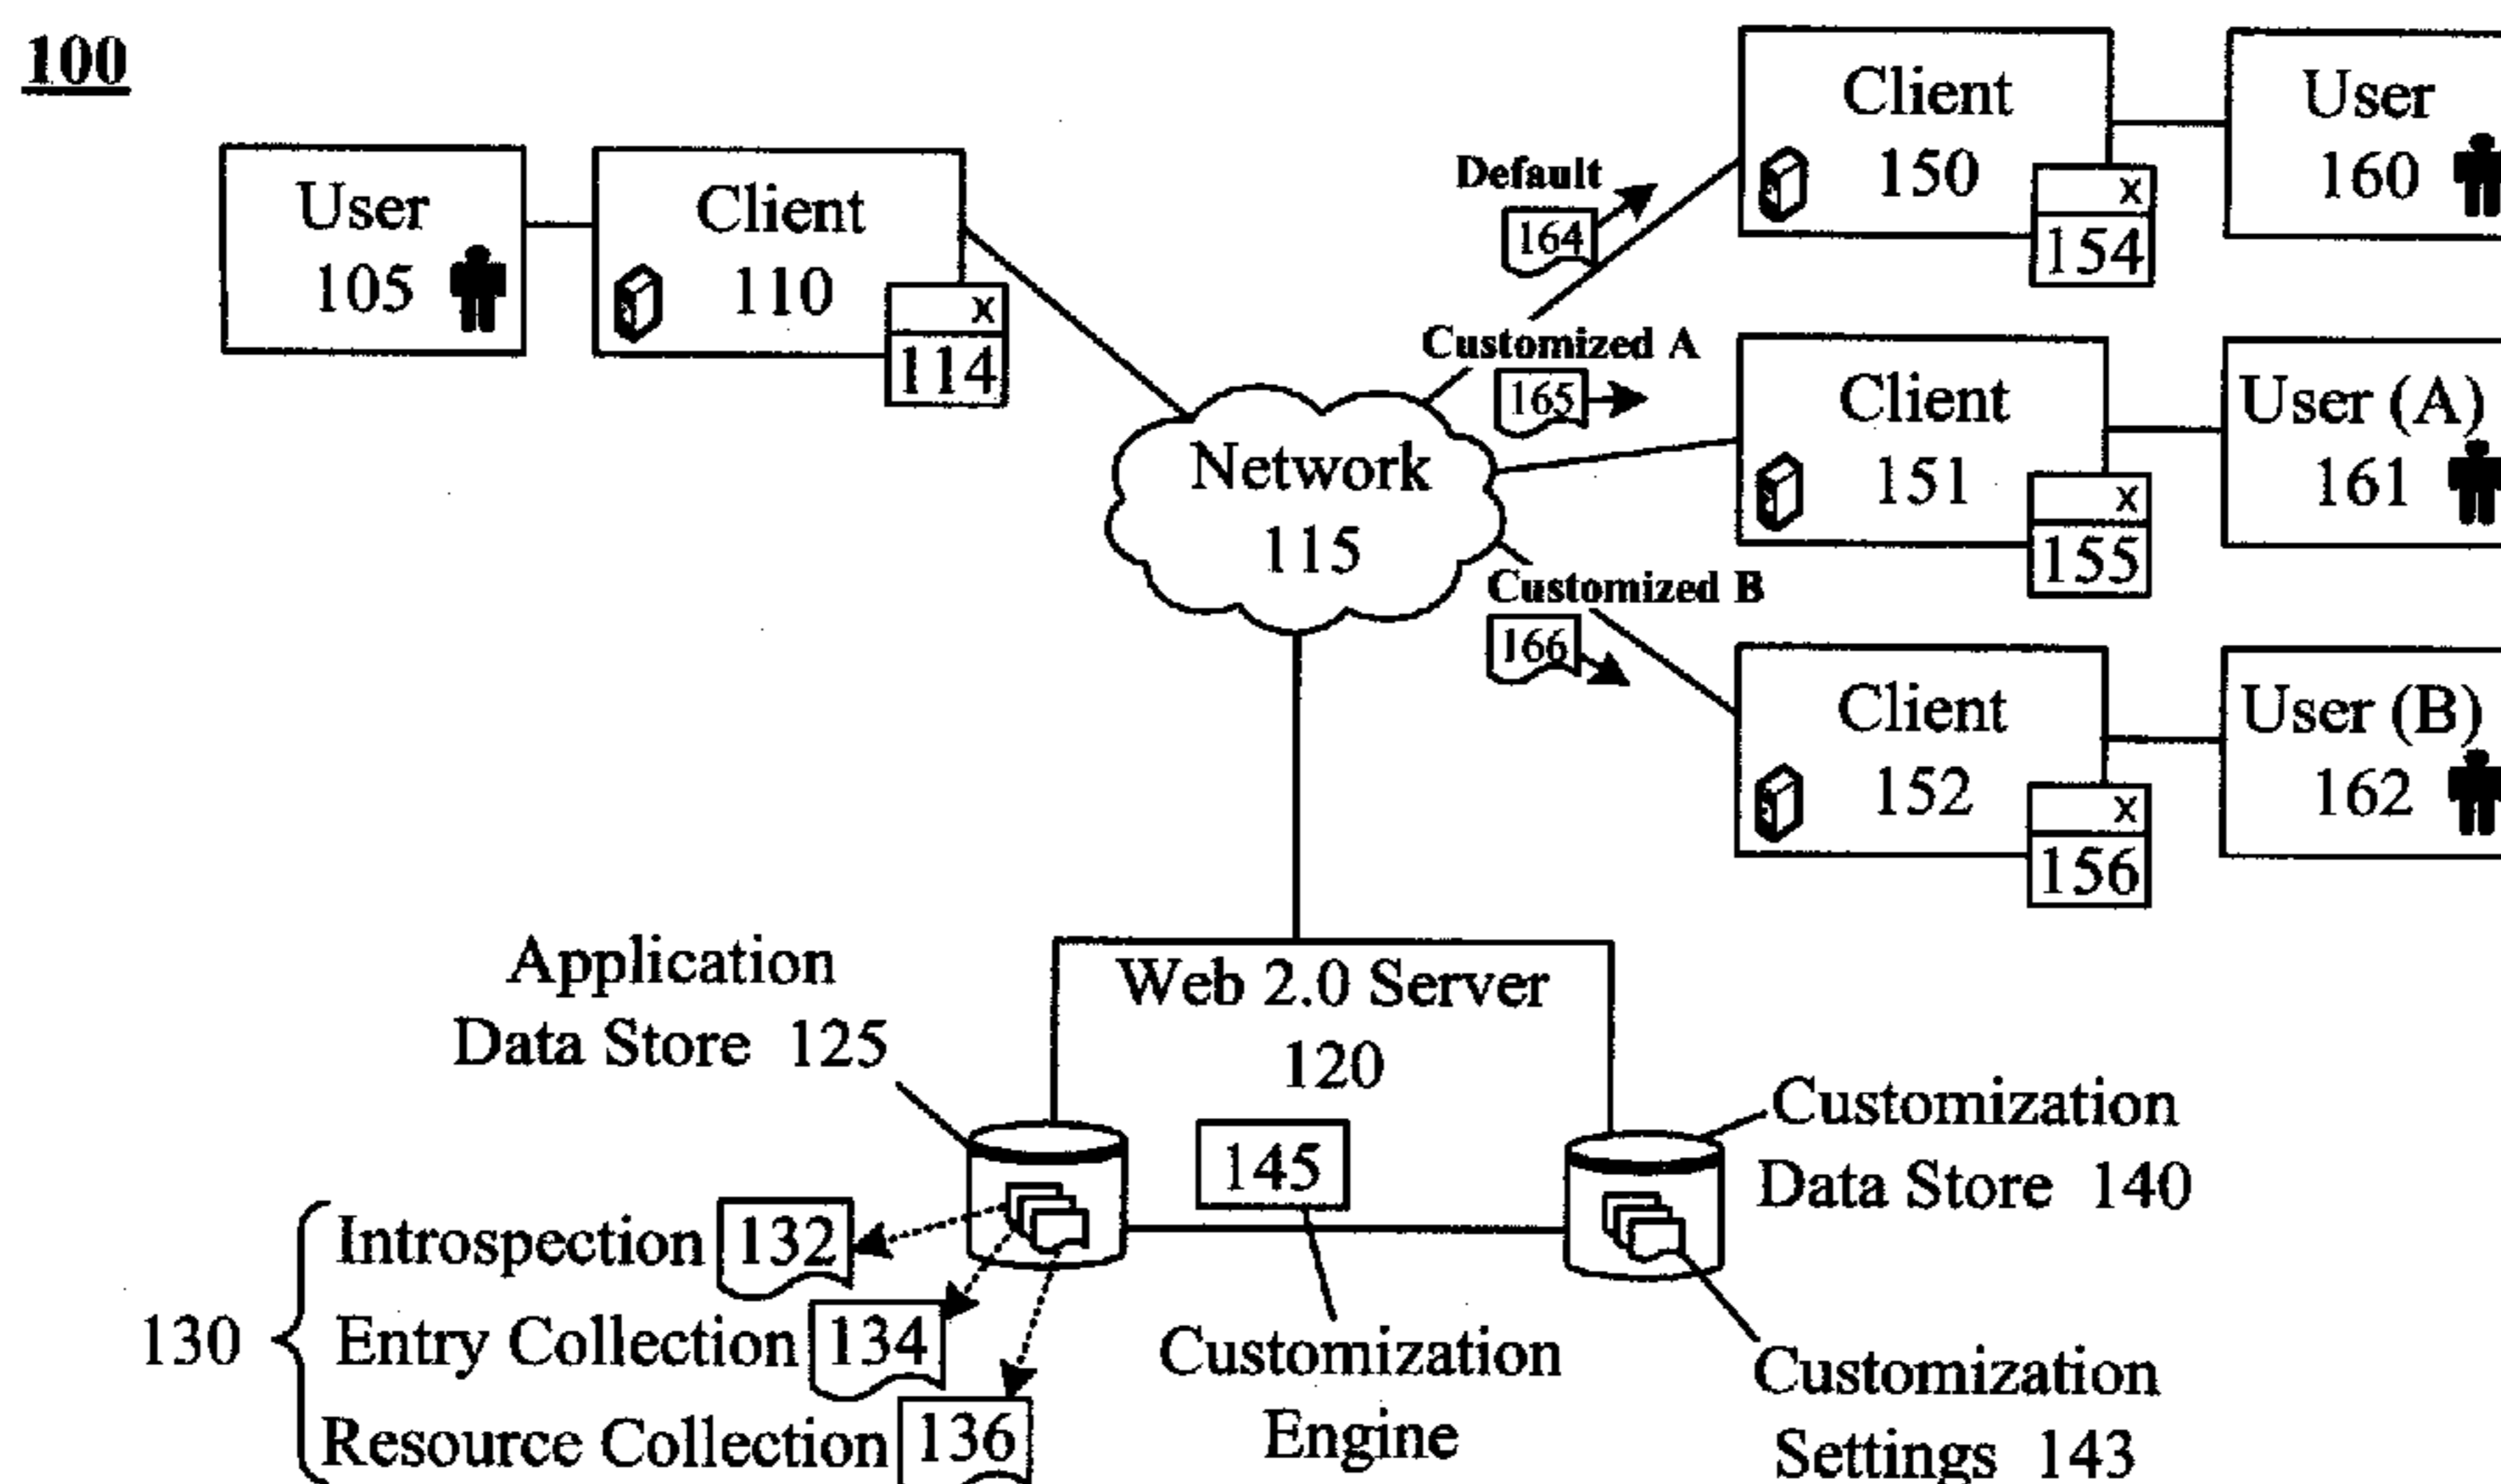 100
User
105
Client
110
x
114
Default
164
Client
150
x
154
User
160
Customized A
165
Client
151
x
155
User (A)
161
Network
115
Customized B
166
Client
152
x
156
User (B)
162
Application
Data Store 125
Web 2.0 Server
120
145
Customization
Data Store 140
130
Introspection 132
Entry Collection 134
Resource Collection 136
Customization
Engine
Customization
Settings 143